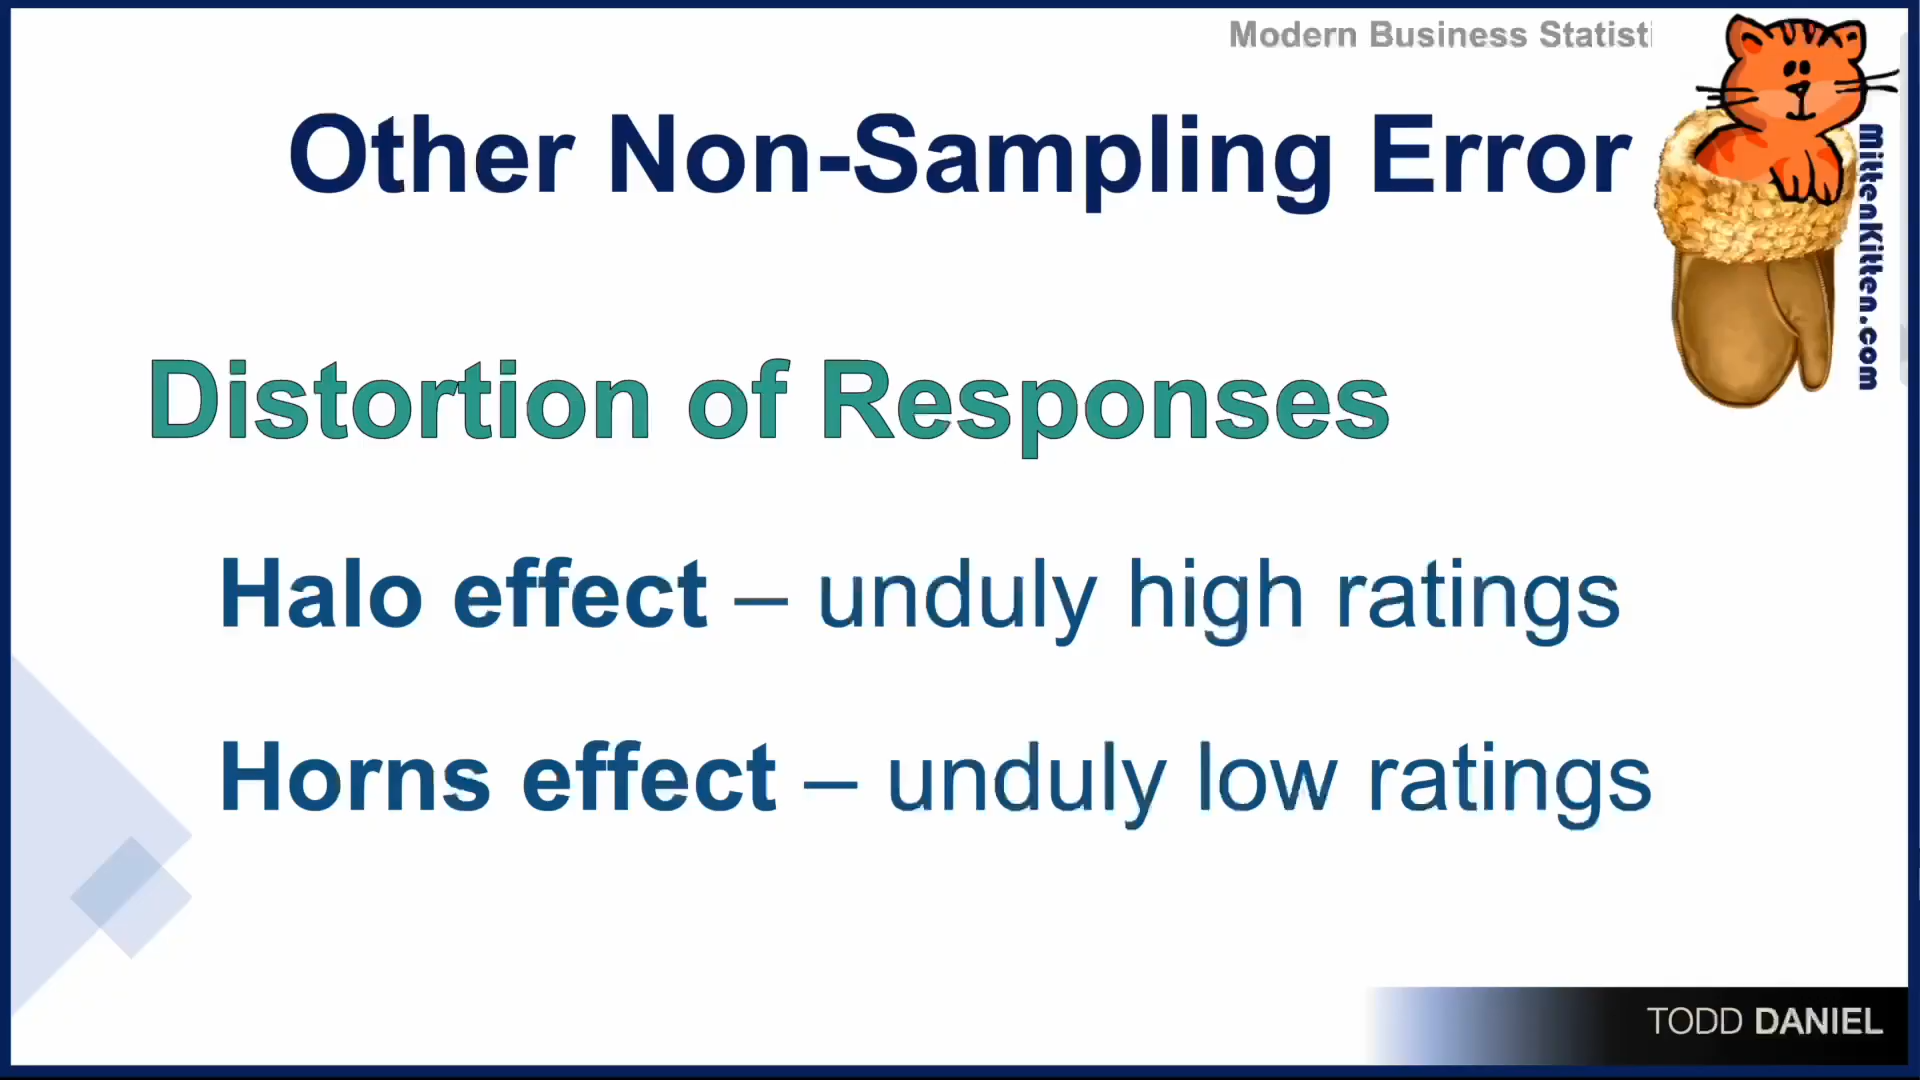 Modern Business Statisti
Other Non-Sampling Error
MittenKitten.com
Distortion of Responses
Halo effect – unduly high ratings
Horns effect – unduly low ratings
TODD DANIEL